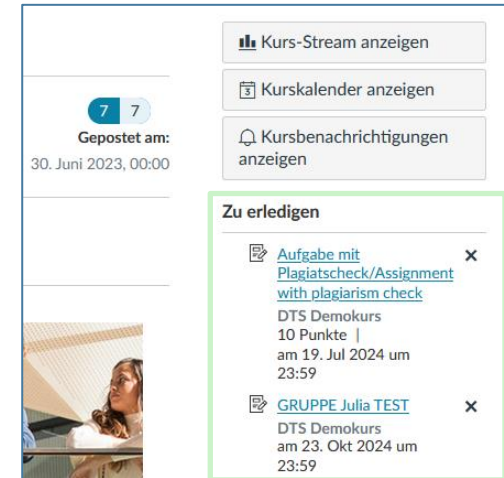 Kurs-Stream anzeigen
3 Kurskalender anzeigen
Kursbenachrichtigungen
anzeigen
7 7
Gepostet am:
30. Juni 2023, 00:00
Zu erledigen
Aufgabe mit
Plagiatscheck/Assignment
with plagiarism check
DTS Demokurs
10 Punkte |
am 19. Jul 2024 um
23:59
GRUPPE Julia TEST
DTS Demokurs
am 23. Okt 2024 um
23:59